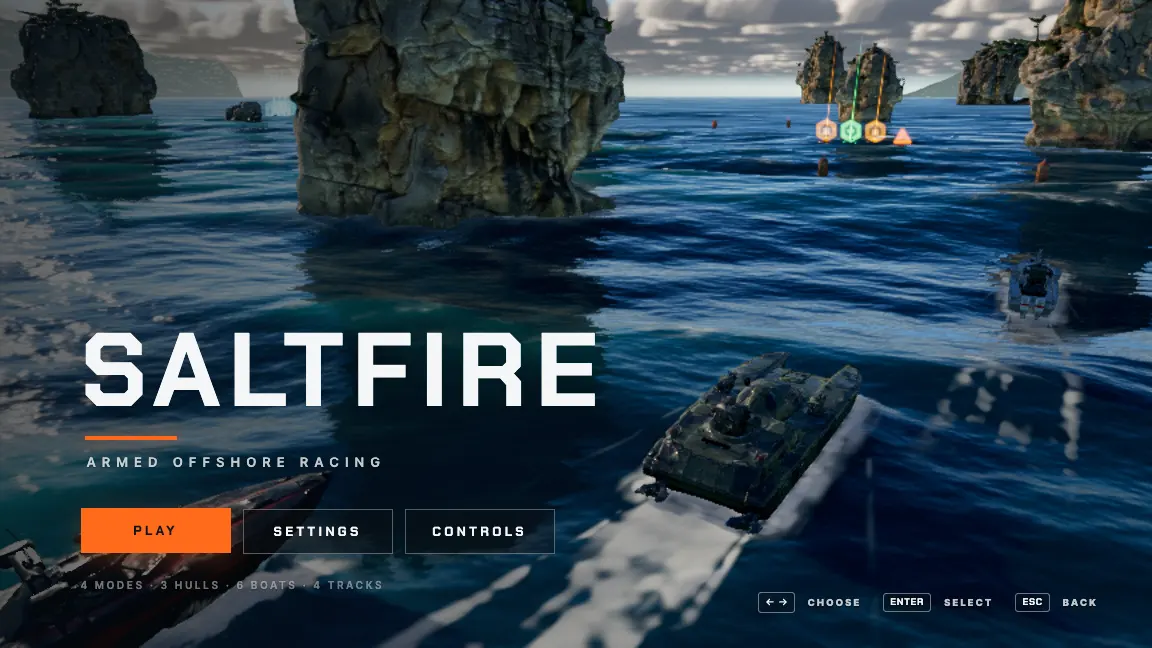 SALTFIRE
ARMED OFFSHORE RACING
PLAY
SETTINGS
CONTROLS
4 MODES · 3 HULLS · 6 BOATS · 4 TRACKS
← → CHOOSE ENTER SELECT ESC BACK